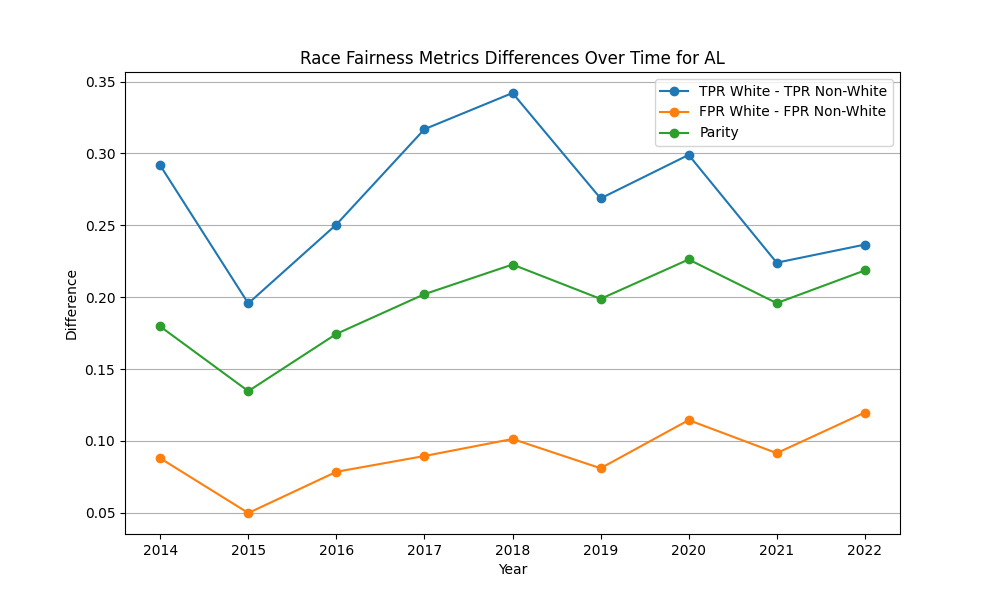 Race Fairness Metrics Differences Over Time for AL
TPR White - TPR Non-White
FPR White - FPR Non-White
Parity
0.35
0.30
0.25
0.20
0.15
0.10
0.05
Difference
2014 2015 2016 2017 2018 2019 2020 2021 2022
Year